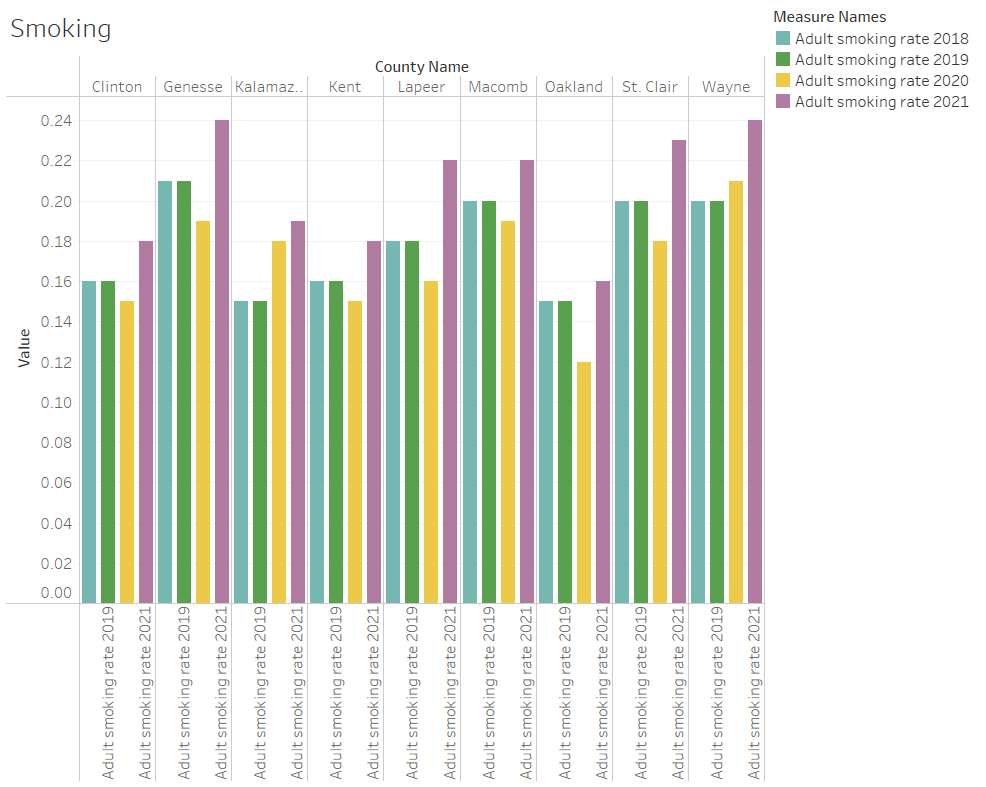 Smoking
Measure Names
Adult smoking rate 2018
Adult smoking rate 2019
Adult smoking rate 2020
Adult smoking rate 2021
County Name
Clinton Genesse Kalamaz.. Kent Lapeer Macomb Oakland St. Clair Wayne
Value
0.24
0.22
0.20
0.18
0.16
0.14
0.12
0.10
0.08
0.06
0.04
0.02
0.00
Adult smoking rate 2019
Adult smoking rate 2021
Adult smoking rate 2019
Adult smoking rate 2021
Adult smoking rate 2019
Adult smoking rate 2021
Adult smoking rate 2019
Adult smoking rate 2021
Adult smoking rate 2019
Adult smoking rate 2021
Adult smoking rate 2019
Adult smoking rate 2021
Adult smoking rate 2019
Adult smoking rate 2021
Adult smoking rate 2019
Adult smoking rate 2021
Adult smoking rate 2019
Adult smoking rate 2021